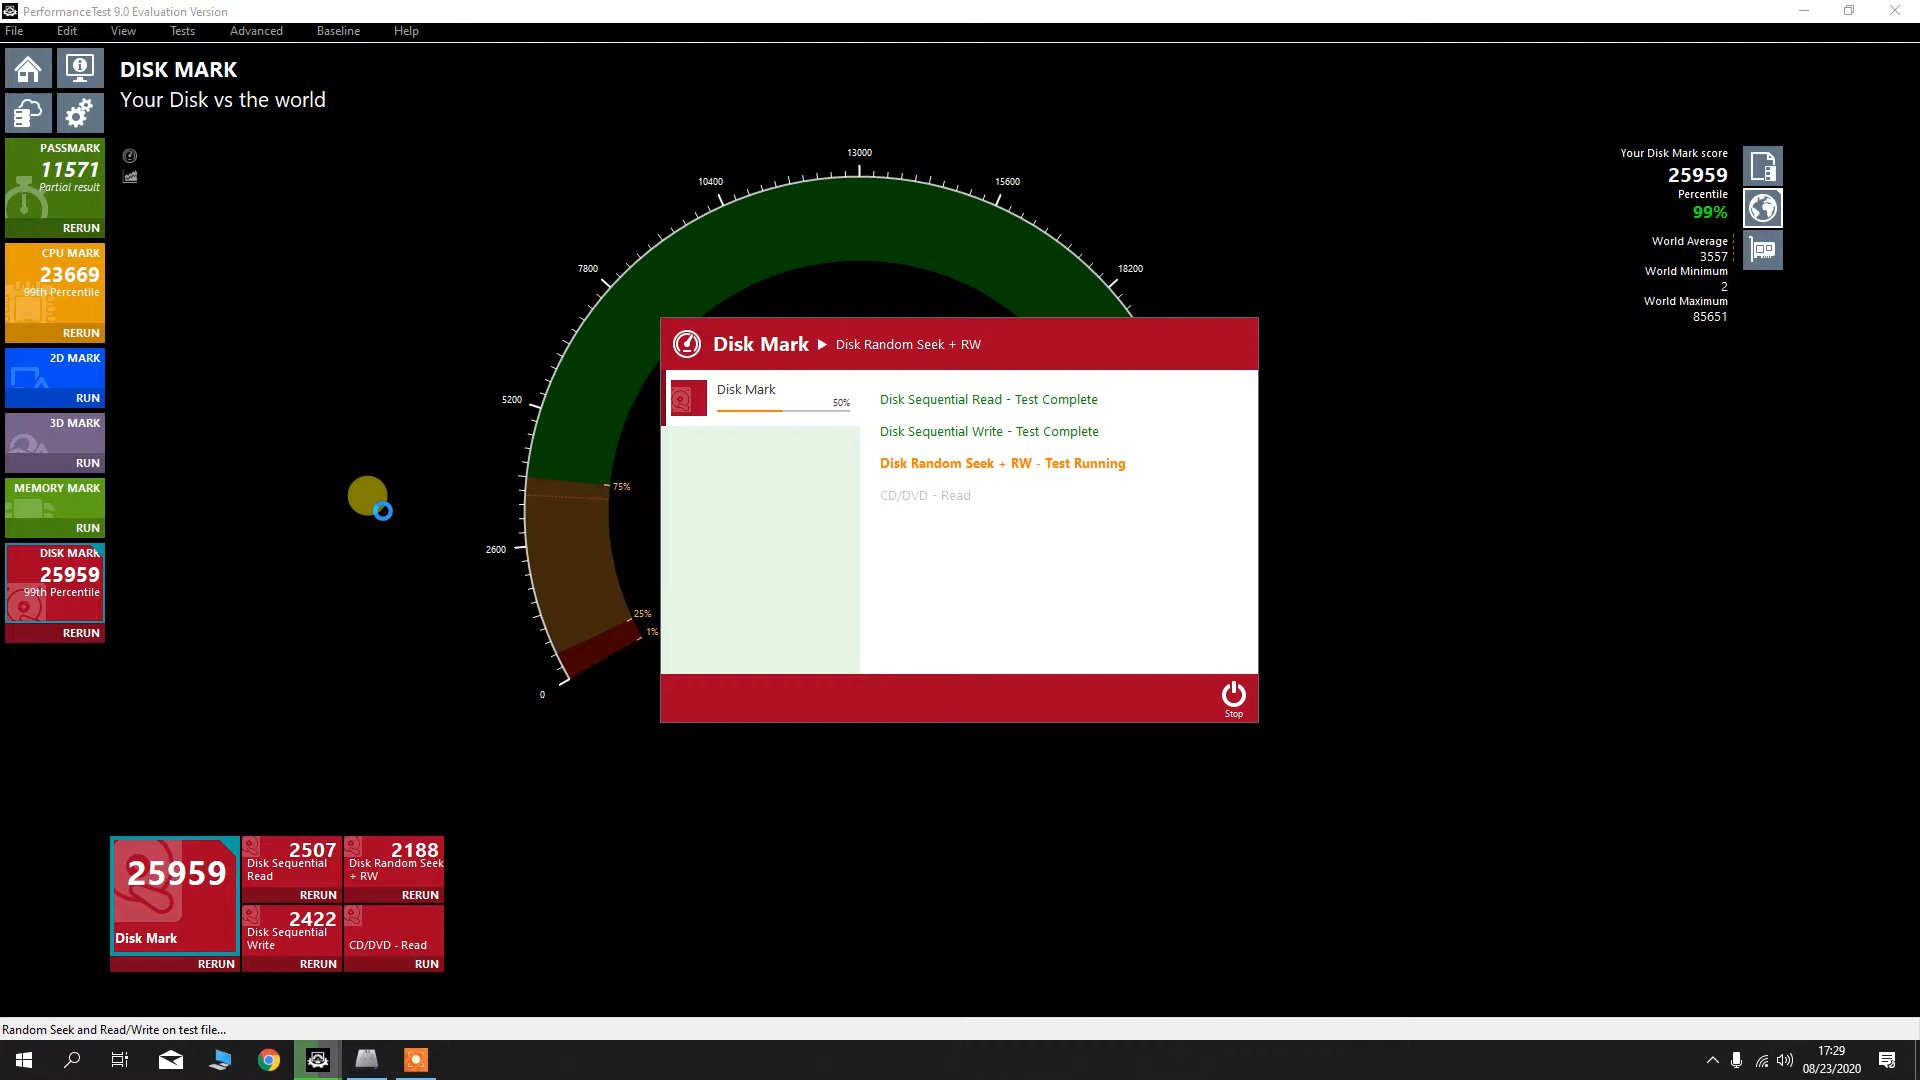 PerformanceTest 9.0 Evaluation Version
File Edit View Tests Advanced Baseline Help
DISK MARK
Your Disk vs the world
PASSMARK
11571
Partial result
RERUN
CPU MARK
23669
99th Percentile
RERUN
2D MARK
RUN
3D MARK
RUN
MEMORY MARK
RUN
DISK MARK
25959
99th Percentile
RERUN
13000
10400
15600
7800
18200
5200
75%
2600
25%
1%
0
Your Disk Mark score
25959
Percentile
99%
World Average
3557
World Minimum
2
World Maximum
85651
Disk Mark ▶ Disk Random Seek + RW
Disk Mark
50%
Disk Sequential Read - Test Complete
Disk Sequential Write - Test Complete
Disk Random Seek + RW - Test Running
CD/DVD - Read
Stop
25959
Disk Mark
RERUN
2507
Disk Sequential
Read
RERUN
2188
Disk Random Seek
+ RW
RERUN
2422
Disk Sequential
Write
RERUN
CD/DVD - Read
RUN
Random Seek and Read/Write on test file...
17:29
08/23/2020